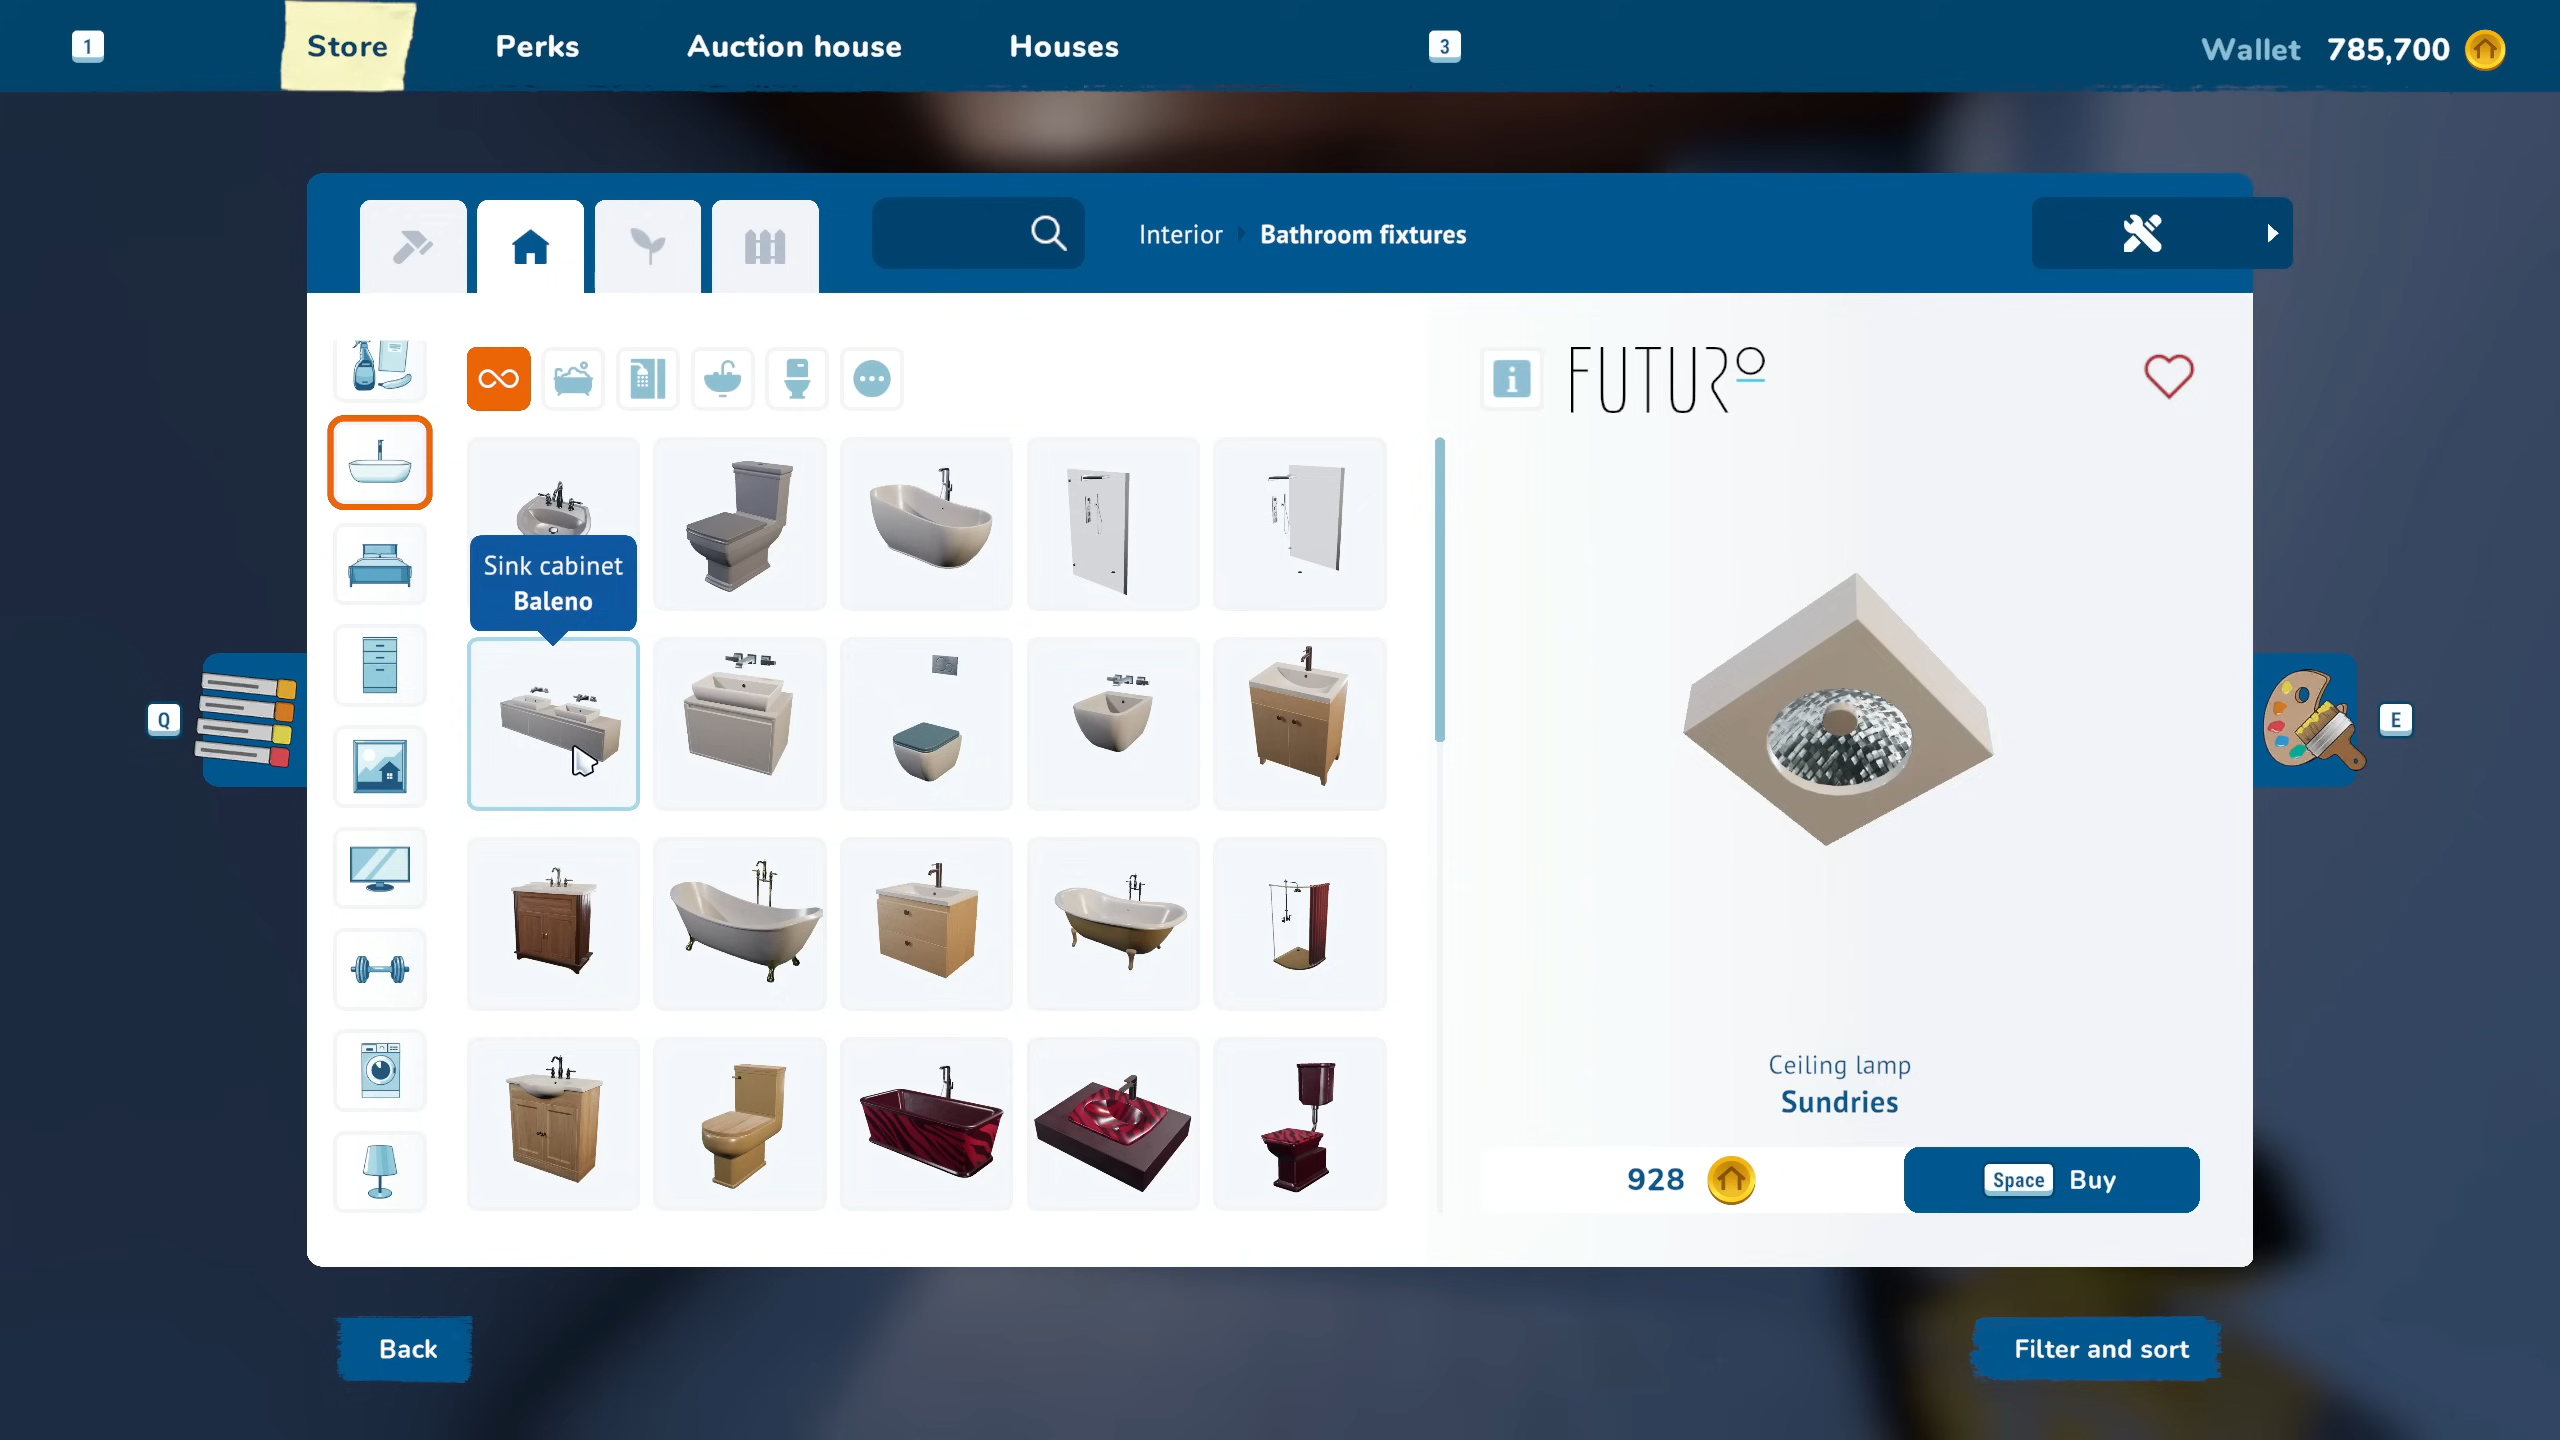 1
Store
Perks
Auction house
Houses
3
Wallet 785,700
Interior
Bathroom fixtures
FUTURO
Sink cabinet
Baleno
Q
E
Ceiling lamp
Sundries
928
Space
Buy
Back
Filter and sort